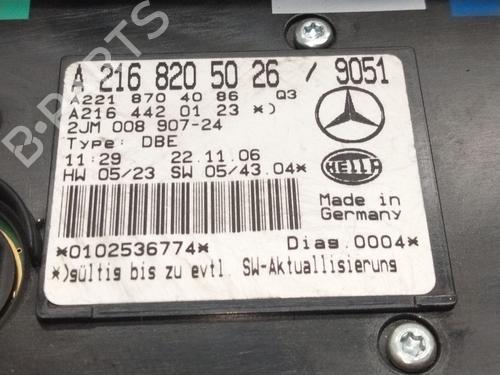 A 216 820 50 26 / 9051
A221 870 40 86 Q3
A216 442 01 23 *)
2JM 008 907-24
Type: DBE
11:29 22.11.06
HW 05/23 SW 05/43.04*
HELLA
Made in
Germany
*0102536774*
Diag.0004*
*)gültig bis zu evtl. SW-Aktuallisierung
B-PARTS